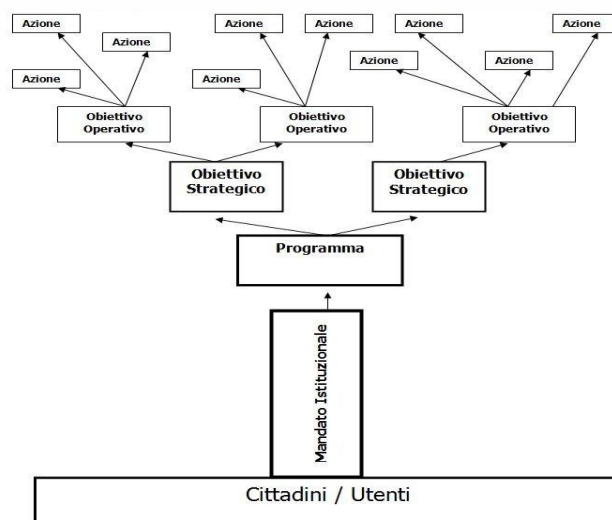 Azione
Azione
Azione
Azione
Azione
Azione
Azione
Azione
Azione
Azione
Obiettivo
Operativo
Obiettivo
Operativo
Obiettivo
Operativo
Obiettivo
Strategico
Obiettivo
Strategico
Programma
Mandato Istituzionale
Cittadini / Utenti